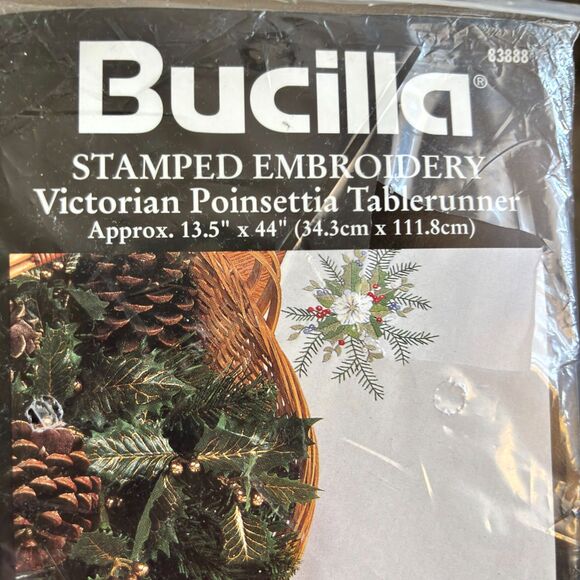 83888
Bucilla®
STAMPED EMBROIDERY
Victorian Poinsettia Tablerunner
Approx. 13.5" x 44" (34.3cm x 111.8cm)